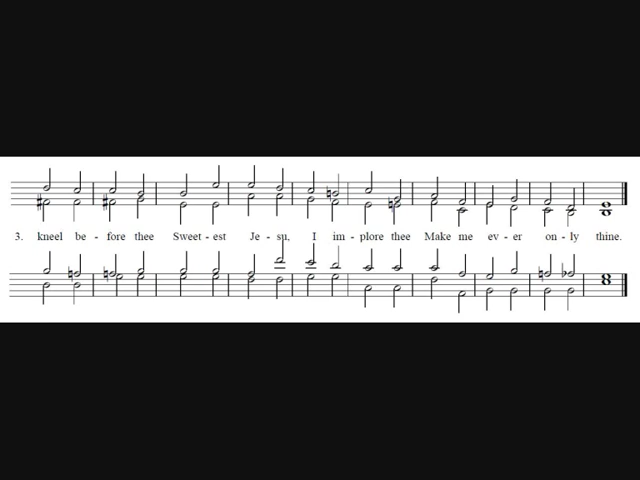 3. kneel be - fore thee Sweet - est Je - su, I im - plore thee Make me ev - er on - ly thine.